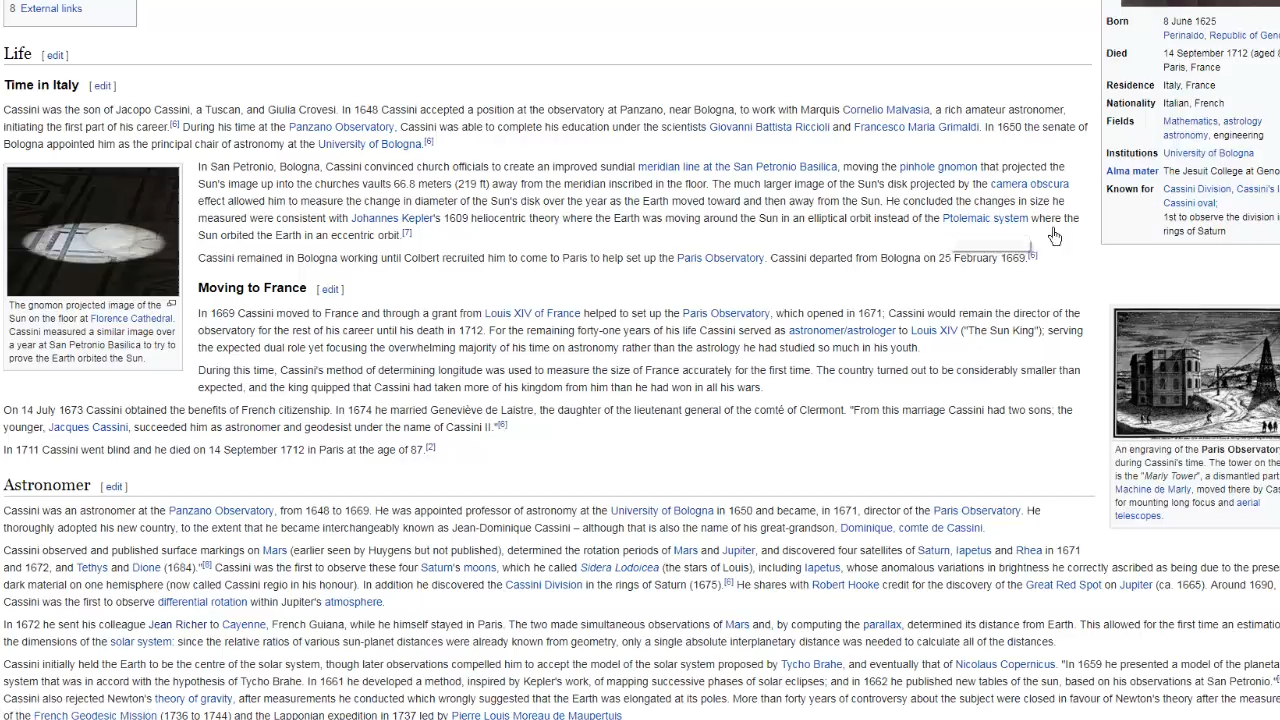 8 External links
Life [ edit ]
Time in Italy [ edit ]
Cassini was the son of Jacopo Cassini, a Tuscan, and Giulia Crovesi. In 1648 Cassini accepted a position at the observatory at Panzano, near Bologna, to work with Marquis Cornelio Malvasia, a rich amateur astronomer,
initiating the first part of his career.[6] During his time at the Panzano Observatory, Cassini was able to complete his education under the scientists Giovanni Battista Riccioli and Francesco Maria Grimaldi. In 1650 the senate of
Bologna appointed him as the principal chair of astronomy at the University of Bologna.[6]
In San Petronio, Bologna, Cassini convinced church officials to create an improved sundial meridian line at the San Petronio Basilica, moving the pinhole gnomon that projected the
Sun's image up into the churches vaults 66.8 meters (219 ft) away from the meridian inscribed in the floor. The much larger image of the Sun's disk projected by the camera obscura
effect allowed him to measure the change in diameter of the Sun's disk over the year as the Earth moved toward and then away from the Sun. He concluded the changes in size he
measured were consistent with Johannes Kepler's 1609 heliocentric theory where the Earth was moving around the Sun in an elliptical orbit instead of the Ptolemaic system where the
Sun orbited the Earth in an eccentric orbit.[7]
Cassini remained in Bologna working until Colbert recruited him to come to Paris to help set up the Paris Observatory. Cassini departed from Bologna on 25 February 1669.[6]
The gnomon projected image of the
Sun on the floor at Florence Cathedral.
Cassini measured a similar image over
a year at San Petronio Basilica to try to
prove the Earth orbited the Sun.
Moving to France [ edit ]
In 1669 Cassini moved to France and through a grant from Louis XIV of France helped to set up the Paris Observatory, which opened in 1671; Cassini would remain the director of the
observatory for the rest of his career until his death in 1712. For the remaining forty-one years of his life Cassini served as astronomer/astrologer to Louis XIV ("The Sun King"); serving
the expected dual role yet focusing the overwhelming majority of his time on astronomy rather than the astrology he had studied so much in his youth.
During this time, Cassini's method of determining longitude was used to measure the size of France accurately for the first time. The country turned out to be considerably smaller than
expected, and the king quipped that Cassini had taken more of his kingdom from him than he had won in all his wars.
On 14 July 1673 Cassini obtained the benefits of French citizenship. In 1674 he married Geneviève de Laistre, the daughter of the lieutenant general of the comté of Clermont. "From this marriage Cassini had two sons; the
younger, Jacques Cassini, succeeded him as astronomer and geodesist under the name of Cassini II."[6]
In 1711 Cassini went blind and he died on 14 September 1712 in Paris at the age of 87.[2]
Astronomer [ edit ]
Cassini was an astronomer at the Panzano Observatory, from 1648 to 1669. He was appointed professor of astronomy at the University of Bologna in 1650 and became, in 1671, director of the Paris Observatory. He
thoroughly adopted his new country, to the extent that he became interchangeably known as Jean-Dominique Cassini – although that is also the name of his great-grandson, Dominique, comte de Cassini.
Cassini observed and published surface markings on Mars (earlier seen by Huygens but not published), determined the rotation periods of Mars and Jupiter, and discovered four satellites of Saturn, Iapetus and Rhea in 1671
and 1672, and Tethys and Dione (1684)."[8] Cassini was the first to observe these four Saturn's moons, which he called Sidera Lodoicea (the stars of Louis), including Iapetus, whose anomalous variations in brightness he correctly ascribed as being due to the prese
dark material on one hemisphere (now called Cassini regio in his honour). In addition he discovered the Cassini Division in the rings of Saturn (1675).[6] He shares with Robert Hooke credit for the discovery of the Great Red Spot on Jupiter (ca. 1665). Around 1690,
Cassini was the first to observe differential rotation within Jupiter's atmosphere.
In 1672 he sent his colleague Jean Richer to Cayenne, French Guiana, while he himself stayed in Paris. The two made simultaneous observations of Mars and, by computing the parallax, determined its distance from Earth. This allowed for the first time an estimatio
the dimensions of the solar system: since the relative ratios of various sun-planet distances were already known from geometry, only a single absolute interplanetary distance was needed to calculate all of the distances.
Cassini initially held the Earth to be the centre of the solar system, though later observations compelled him to accept the model of the solar system proposed by Tycho Brahe, and eventually that of Nicolaus Copernicus. "In 1659 he presented a model of the planeta
system that was in accord with the hypothesis of Tycho Brahe. In 1661 he developed a method, inspired by Kepler's work, of mapping successive phases of solar eclipses; and in 1662 he published new tables of the sun, based on his observations at San Petronio."[
Cassini also rejected Newton's theory of gravity, after measurements he conducted which wrongly suggested that the Earth was elongated at its poles. More than forty years of controversy about the subject were closed in favour of Newton's theory after the measure
of the French Geodesic Mission (1736 to 1744) and the Lapponian expedition in 1737 led by Pierre Louis Moreau de Maupertuis
Born 8 June 1625
Perinaldo, Republic of Geno
Died 14 September 1712 (aged 8
Paris, France
Residence Italy, France
Nationality Italian, French
Fields Mathematics, astrology
astronomy, engineering
Institutions University of Bologna
Alma mater The Jesuit College at Geno
Known for Cassini Division, Cassini's I
Cassini oval;
1st to observe the division i
rings of Saturn
An engraving of the Paris Observator
during Cassini's time. The tower on the
is the "Marly Tower", a dismantled part
Machine de Marly, moved there by Cas
for mounting long focus and aerial
telescopes.